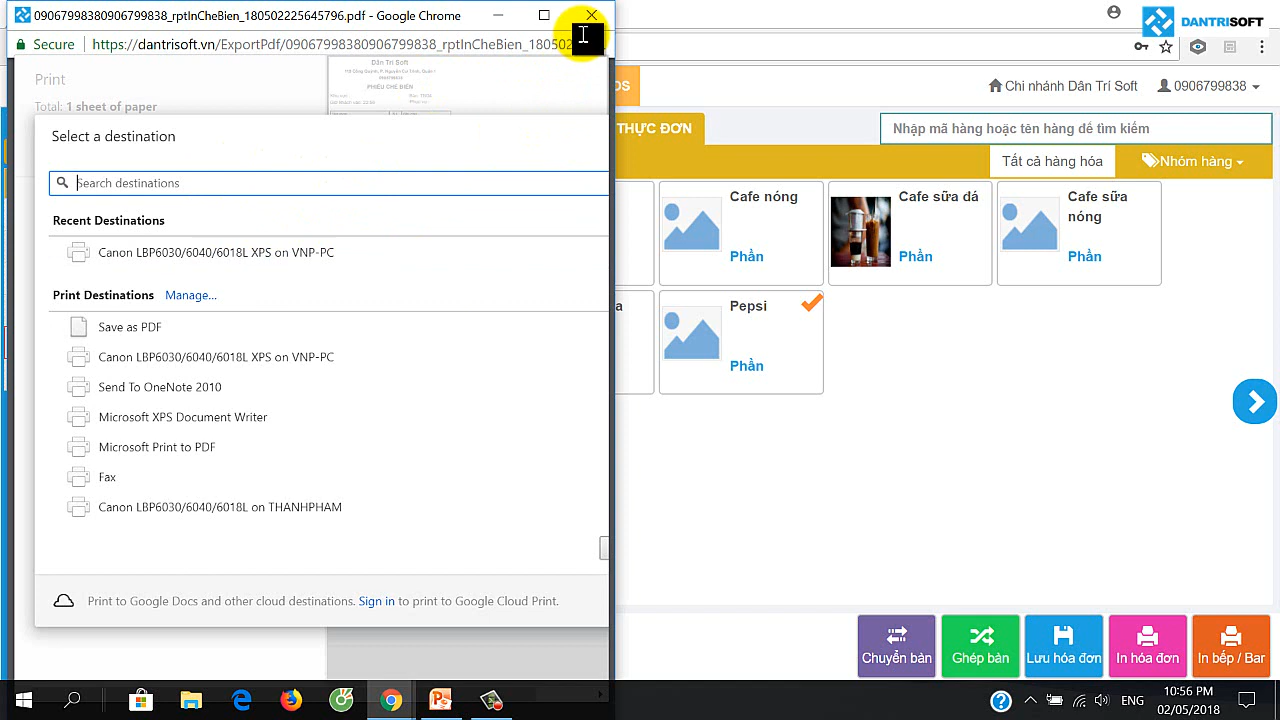 09067998380906799838_rptInCheBien_180502225645796.pdf - Google Chrome
Secure
https://dantrisoft.vn/ExportPdf/09067998380906799838_rptInCheBien_180502
DANTRISOFT
Print
Total: 1 sheet of paper
Dân Trí Soft
PHIẾU CHẾ BIẾN
OS
Chi nhánh Dân Trí Soft
0906799838
THỰC ĐƠN
Nhập mã hàng hoặc tên hàng để tìm kiếm
Tất cả hàng hóa
Nhóm hàng
Select a destination
Search destinations
Recent Destinations
Canon LBP6030/6040/6018L XPS on VNP-PC
Print Destinations Manage...
Save as PDF
Canon LBP6030/6040/6018L XPS on VNP-PC
Send To OneNote 2010
Microsoft XPS Document Writer
Microsoft Print to PDF
Fax
Canon LBP6030/6040/6018L on THANHPHAM
Print to Google Docs and other cloud destinations. Sign in to print to Google Cloud Print.
Cafe nóng
Phần
Cafe sữa đá
Phần
Cafe sữa
nóng
Phần
a
Pepsi
Phần
Chuyển bàn
Ghép bàn
Lưu hóa đơn
In hóa đơn
In bếp / Bar
ENG
10:56 PM
02/05/2018